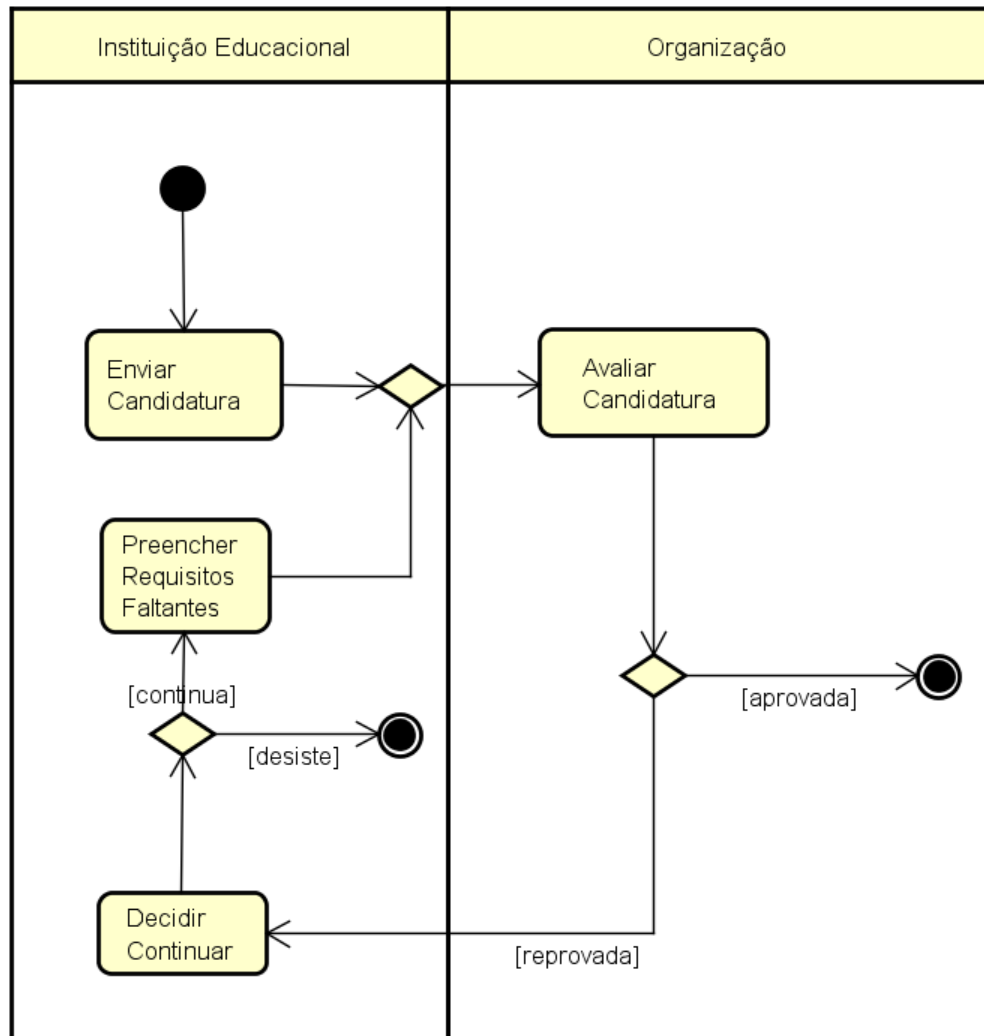 Instituição Educacional
Organização
Enviar
Candidatura
Avaliar
Candidatura
Preencher
Requisitos
Faltantes
[continua]
[desiste]
[aprovada]
Decidir
Continuar
[reprovada]